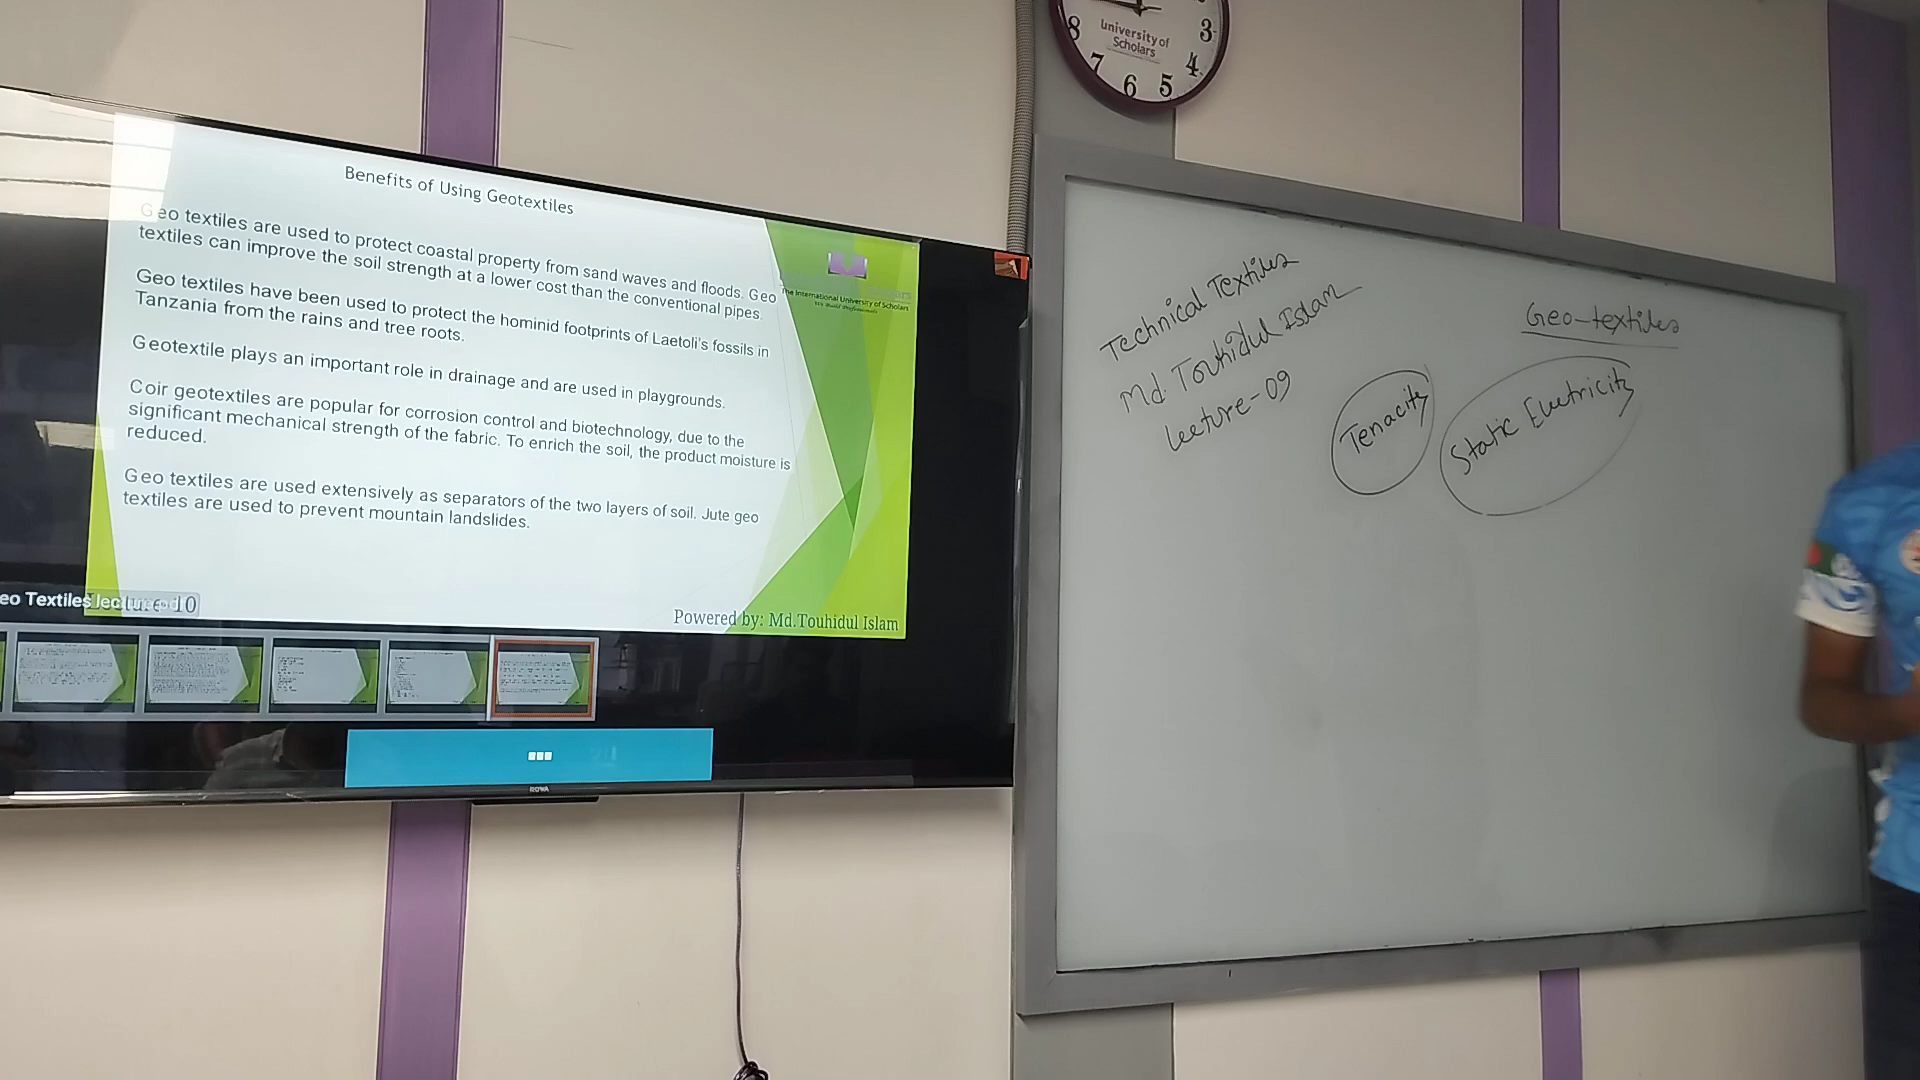 Benefits of Using Geotextiles
Geo textiles are used to protect coastal property from sand waves and floods. Geo
textiles can improve the soil strength at a lower cost than the conventional pipes.
Geo textiles have been used to protect the hominid footprints of Laetoli's fossils in
Tanzania from the rains and tree roots.
Geotextile plays an important role in drainage and are used in playgrounds.
Coir geotextiles are popular for corrosion control and biotechnology, due to the
significant mechanical strength of the fabric. To enrich the soil, the product moisture is
reduced.
Geo textiles are used extensively as separators of the two layers of soil. Jute geo
textiles are used to prevent mountain landslides.
The International University of Scholars
eo Textiles
Lecture-10
Powered by: Md.Touhidul Islam
ROWA
University of
Scholars
3
4
5
6
7
8
Technical Textiles
Md. Touhidul Islam
Lecture-09
Geo-textiles
Tenacity
Static Electricity